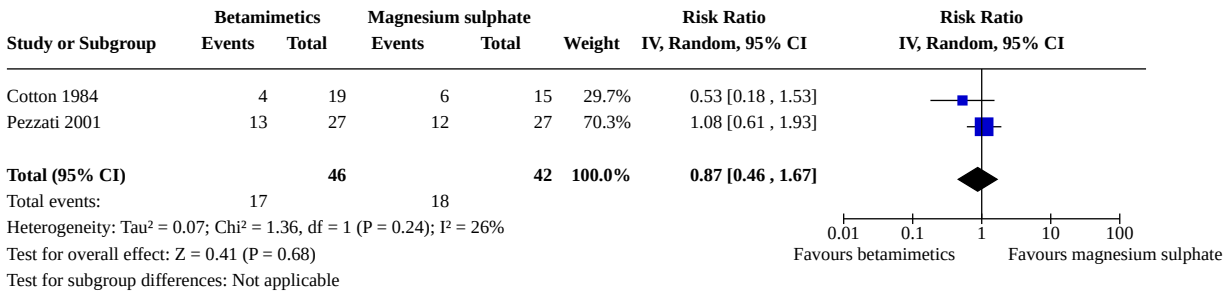 Betamimetics Magnesium sulphate Risk Ratio Risk Ratio
Study or Subgroup Events Total Events Total Weight IV, Random, 95% CI IV, Random, 95% CI
Cotton 1984 4 19 6 15 29.7% 0.53 [0.18 , 1.53]
Pezzati 2001 13 27 12 27 70.3% 1.08 [0.61 , 1.93]
Total (95% CI) 46 42 100.0% 0.87 [0.46 , 1.67]
Total events: 17 18
Heterogeneity: Tau² = 0.07; Chi² = 1.36, df = 1 (P = 0.24); I² = 26%
Test for overall effect: Z = 0.41 (P = 0.68)
Test for subgroup differences: Not applicable
0.01 0.1 1 10 100
Favours betamimetics Favours magnesium sulphate